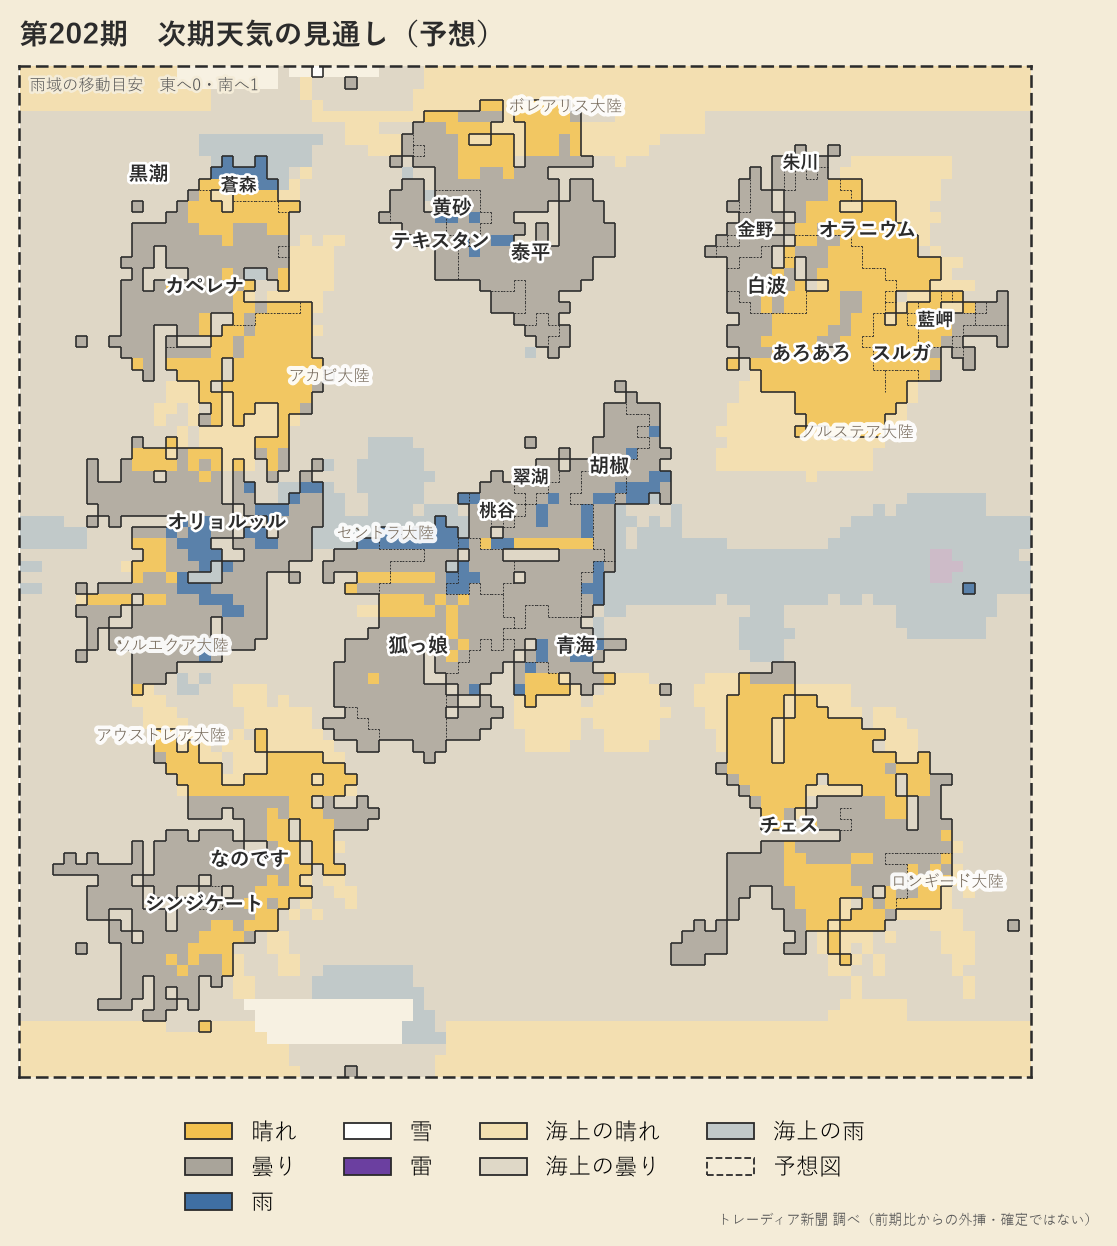 第202期　次期天気の見通し（予想）
雨域の移動目安　東へ0・南へ1
ボレアリス大陸
朱川
黒潮
蒼森
黄砂
金野
オラニウム
テキスタン
泰平
カペレナ
白波
藍岬
あろあろ
スルガ
アカピ大陸
ノルステア大陸
胡椒
翠湖
桃谷
オリョルッル
セントラ大陸
ソルエクア大陸
狐っ娘
青海
アウストレア大陸
チェス
なのです
ロンギード大陸
シンジケート
晴れ
雪
海上の晴れ
海上の雨
曇り
雷
海上の曇り
予想図
雨
トレーディア新聞 調べ（前期比からの外挿・確定ではない）